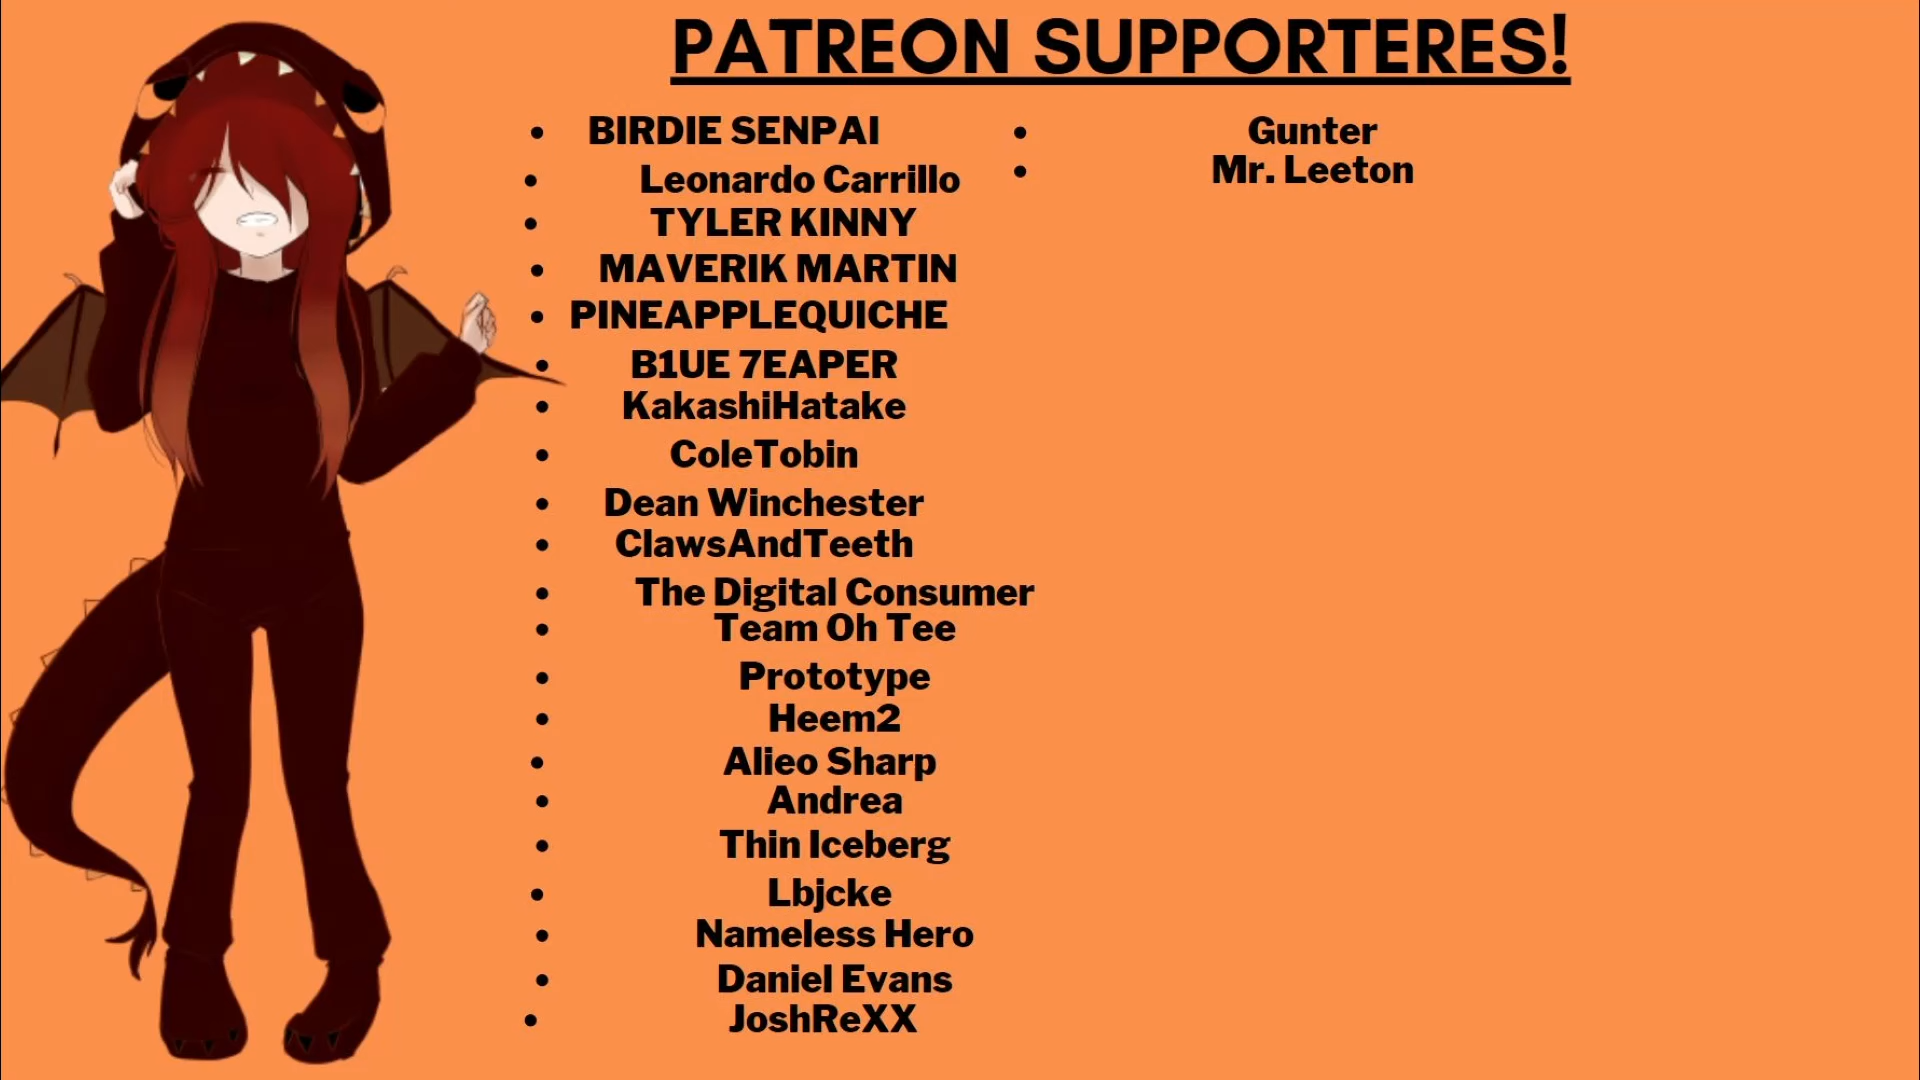 PATREON SUPPORTERES!
BIRDIE SENPAI
Leonardo Carrillo
TYLER KINNY
MAVERIK MARTIN
PINEAPPLEQUICHE
B1UE 7EAPER
KakashiHatake
ColeTobin
Dean Winchester
ClawsAndTeeth
The Digital Consumer
Team Oh Tee
Prototype
Heem2
Alieo Sharp
Andrea
Thin Iceberg
Lbjcke
Nameless Hero
Daniel Evans
JoshReXX
Gunter
Mr. Leeton